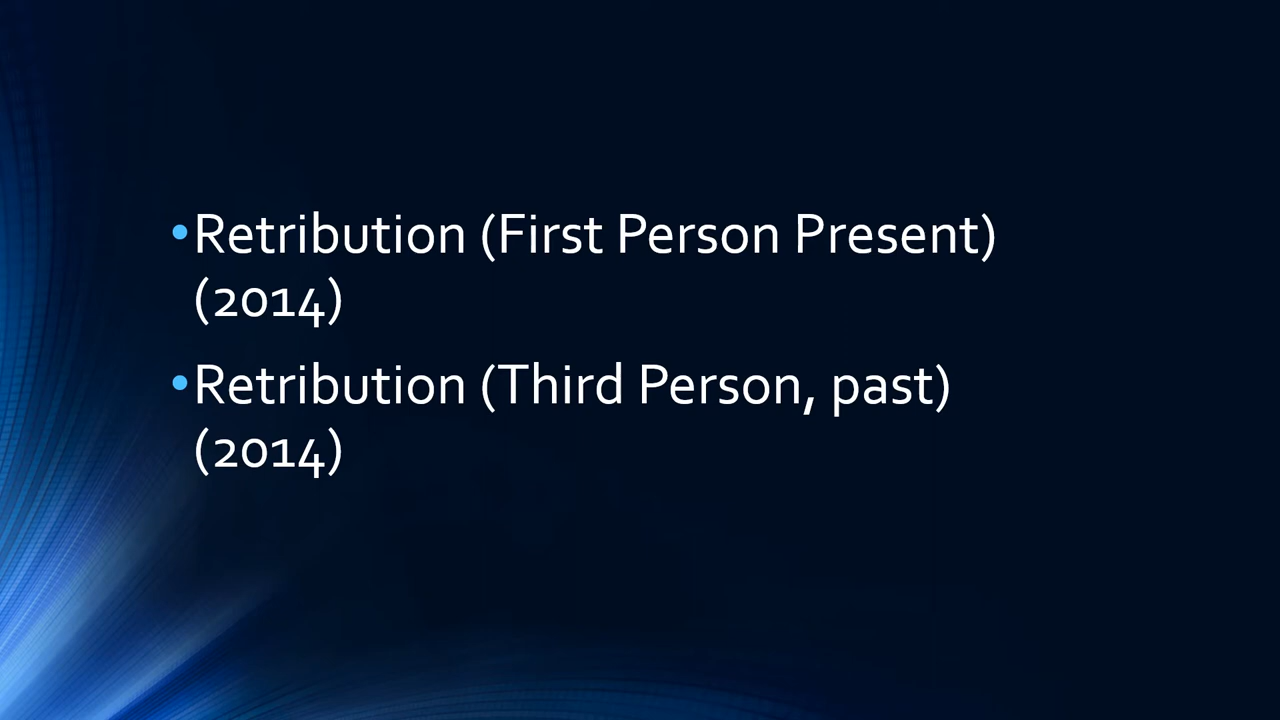 •Retribution (First Person Present)
(2014)
•Retribution (Third Person, past)
(2014)